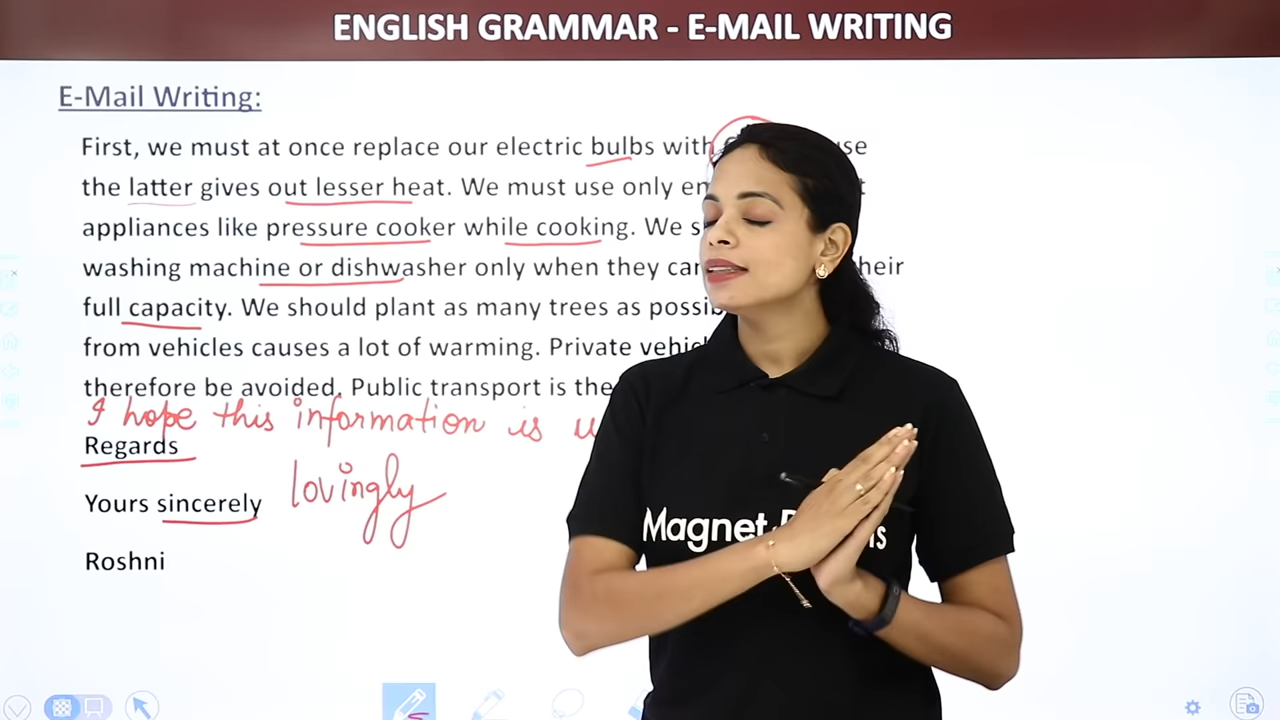 ENGLISH GRAMMAR - E-MAIL WRITING
E-Mail Writing:
First, we must at once replace our electric bulbs with
the latter gives out lesser heat. We must use only
appliances like pressure cooker while cooking. We
washing machine or dishwasher only when they their
full capacity. We should plant as many trees as
from vehicles causes a lot of warming. Private
therefore be avoided. Public transport is the
I hope this information is
Regards
Yours sincerely lovingly
Roshni
Magnet